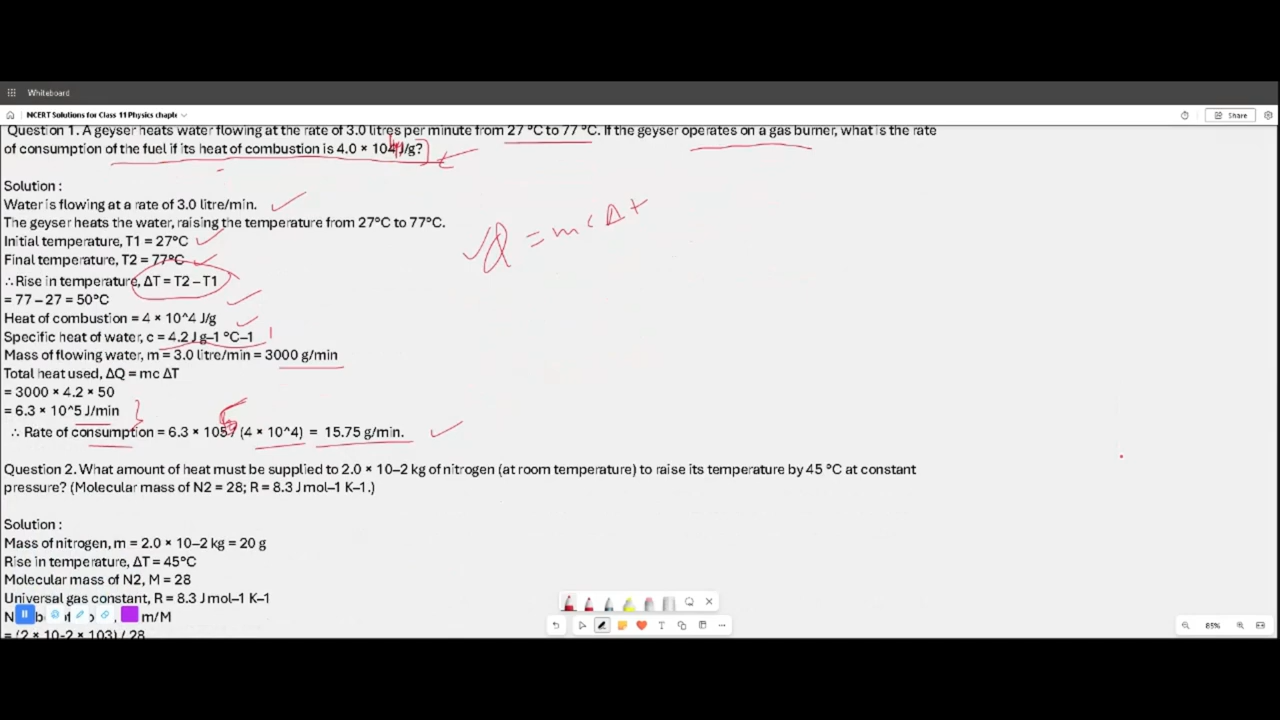 Whiteboard
NCERT Solutions for Class 11 Physics chapte
Share
Question 1. A geyser heats water flowing at the rate of 3.0 litres per minute from 27 °C to 77 °C. If the geyser operates on a gas burner, what is the rate
of consumption of the fuel if its heat of combustion is 4.0 × 104 J/g?
Solution :
Water is flowing at a rate of 3.0 litre/min.
The geyser heats the water, raising the temperature from 27°C to 77°C.
Initial temperature, T1 = 27°C
Final temperature, T2 = 77°C
∴ Rise in temperature, ΔT = T2 – T1
= 77 – 27 = 50°C
Heat of combustion = 4 × 10^4 J/g
Specific heat of water, c = 4.2 J g–1 °C–1
Mass of flowing water, m = 3.0 litre/min = 3000 g/min
Total heat used, ΔQ = mc ΔT
= 3000 × 4.2 × 50
= 6.3 × 10^5 J/min
∴ Rate of consumption = 6.3 × 105/ (4 × 10^4) = 15.75 g/min.
Q = mcΔt
Question 2. What amount of heat must be supplied to 2.0 × 10–2 kg of nitrogen (at room temperature) to raise its temperature by 45 °C at constant
pressure? (Molecular mass of N2 = 28; R = 8.3 J mol–1 K–1.)
Solution :
Mass of nitrogen, m = 2.0 × 10–2 kg = 20 g
Rise in temperature, ΔT = 45°C
Molecular mass of N2, M = 28
Universal gas constant, R = 8.3 J mol–1 K–1
m/M
= (2 × 10-2 × 103) / 28
85%